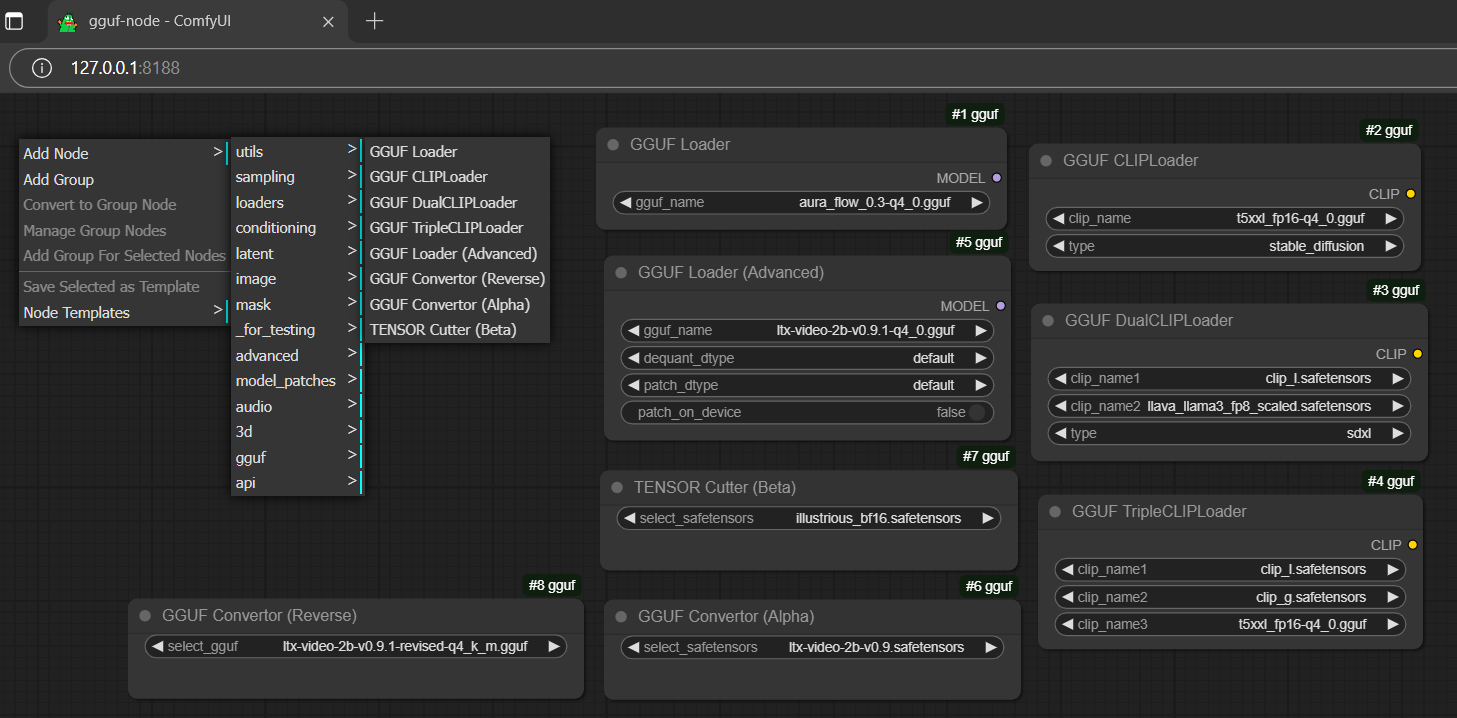 gguf-node - ComfyUI
127.0.0.1:8188
Add Node >
Add Group
Convert to Group Node
Manage Group Nodes
Add Group For Selected Nodes
Save Selected as Template
Node Templates >
utils >
sampling >
loaders >
conditioning >
latent >
image >
mask >
_for_testing >
advanced >
model_patches >
audio >
3d >
gguf >
api >
GGUF Loader
GGUF CLIPLoader
GGUF DualCLIPLoader
GGUF TripleCLIPLoader
GGUF Loader (Advanced)
GGUF Convertor (Reverse)
GGUF Convertor (Alpha)
TENSOR Cutter (Beta)
#1 gguf
GGUF Loader
MODEL
gguf_name aura_flow_0.3-q4_0.gguf
#2 gguf
GGUF CLIPLoader
CLIP
clip_name t5xxl_fp16-q4_0.gguf
type stable_diffusion
#5 gguf
GGUF Loader (Advanced)
MODEL
gguf_name ltx-video-2b-v0.9.1-q4_0.gguf
dequant_dtype default
patch_dtype default
patch_on_device false
#3 gguf
GGUF DualCLIPLoader
CLIP
clip_name1 clip_l.safetensors
clip_name2 llava_llama3_fp8_scaled.safetensors
type sdxl
#7 gguf
TENSOR Cutter (Beta)
select_safetensors illustrious_bf16.safetensors
#4 gguf
GGUF TripleCLIPLoader
CLIP
clip_name1 clip_l.safetensors
clip_name2 clip_g.safetensors
clip_name3 t5xxl_fp16-q4_0.gguf
#8 gguf
GGUF Convertor (Reverse)
select_gguf ltx-video-2b-v0.9.1-revised-q4_k_m.gguf
#6 gguf
GGUF Convertor (Alpha)
select_safetensors ltx-video-2b-v0.9.safetensors